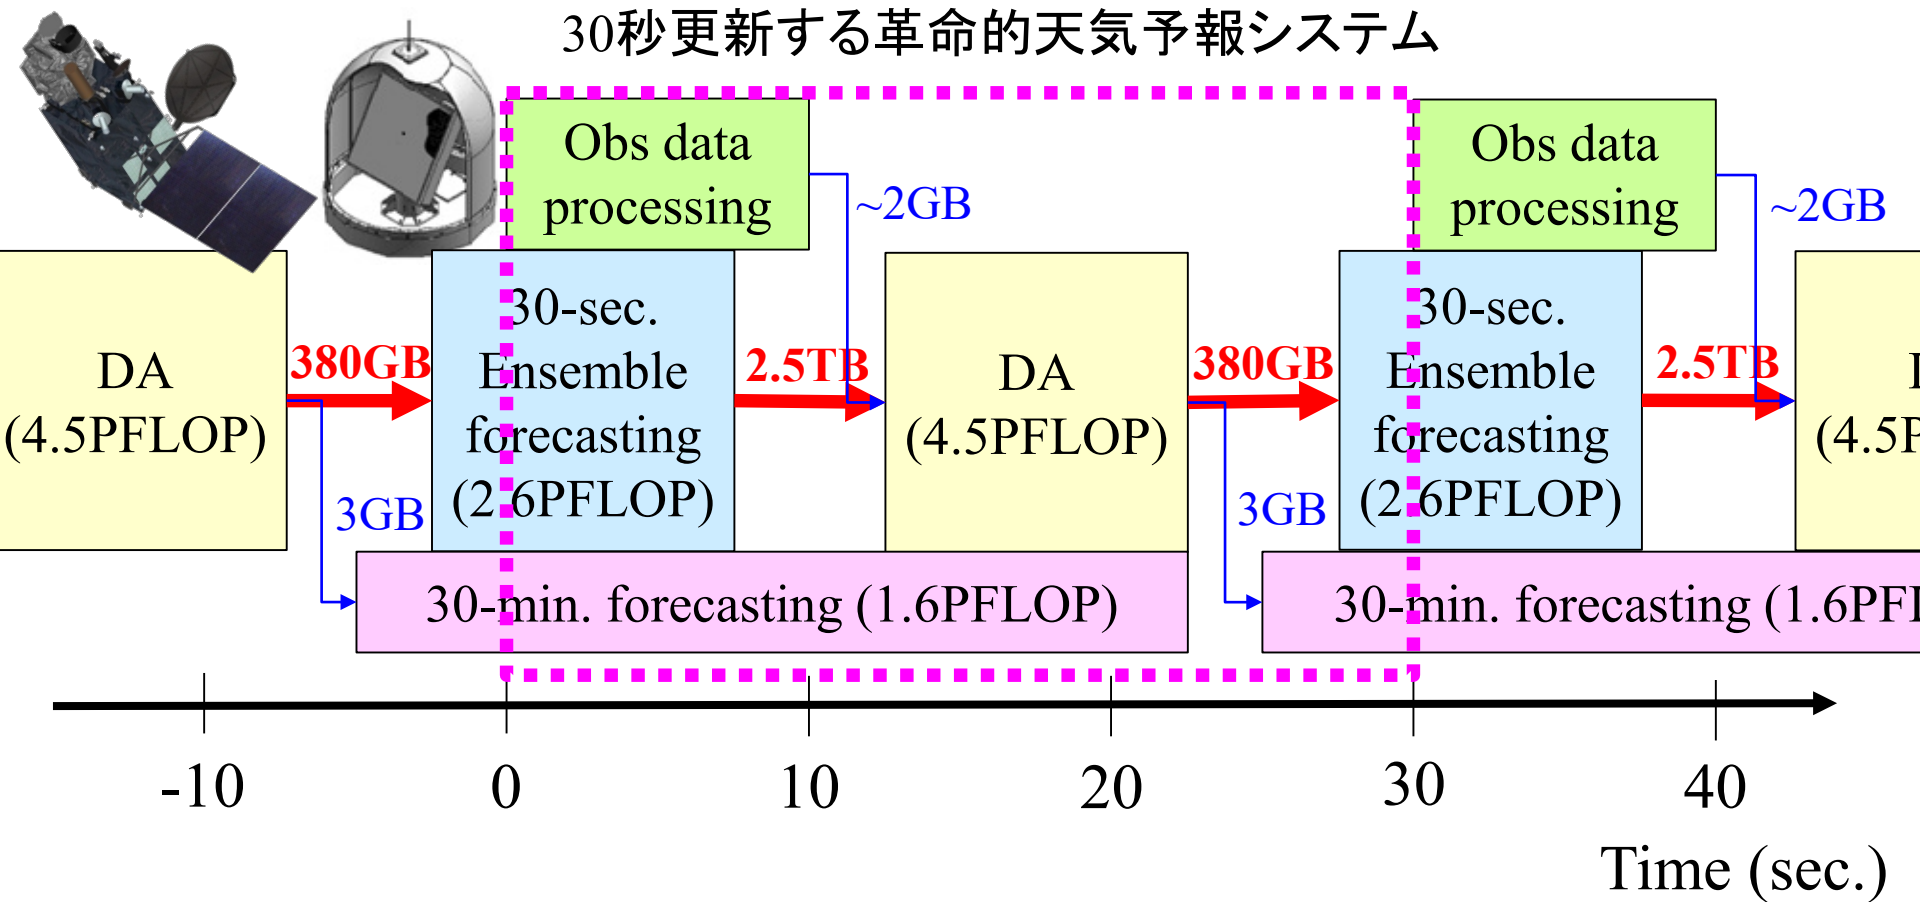 30秒更新する革命的天気予報システム
Obs data
processing
~2GB
Obs data
processing
~2GB
DA
(4.5PFLOP)
380GB
3GB
30-sec.
Ensemble
forecasting
(2.6PFLOP)
2.5TB
DA
(4.5PFLOP)
380GB
3GB
30-sec.
Ensemble
forecasting
(2.6PFLOP)
2.5TB
(4.5P
30-min. forecasting (1.6PFLOP)
30-min. forecasting (1.6PFL
-10
0
10
20
30
40
Time (sec.)